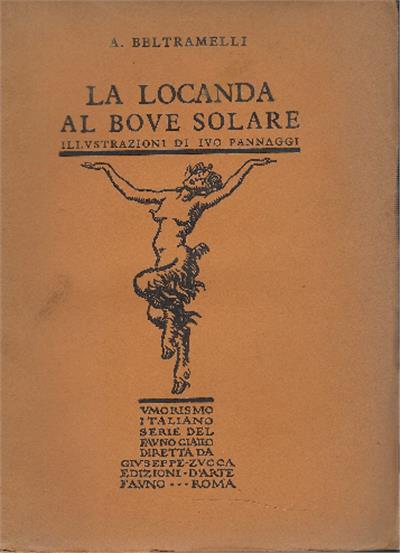 A. BELTRAMELLI
LA LOCANDA
AL BOVE SOLARE
ILLVSTRAZIONI DI IVO PANNAGGI
VMORISMO
ITALIANO
SERIE DEL
FAVNO GIALLO
DIRETTA DA
GIVSEPPE·ZVCCA
EDIZIONI·D'ARTE
FAVNO···ROMA